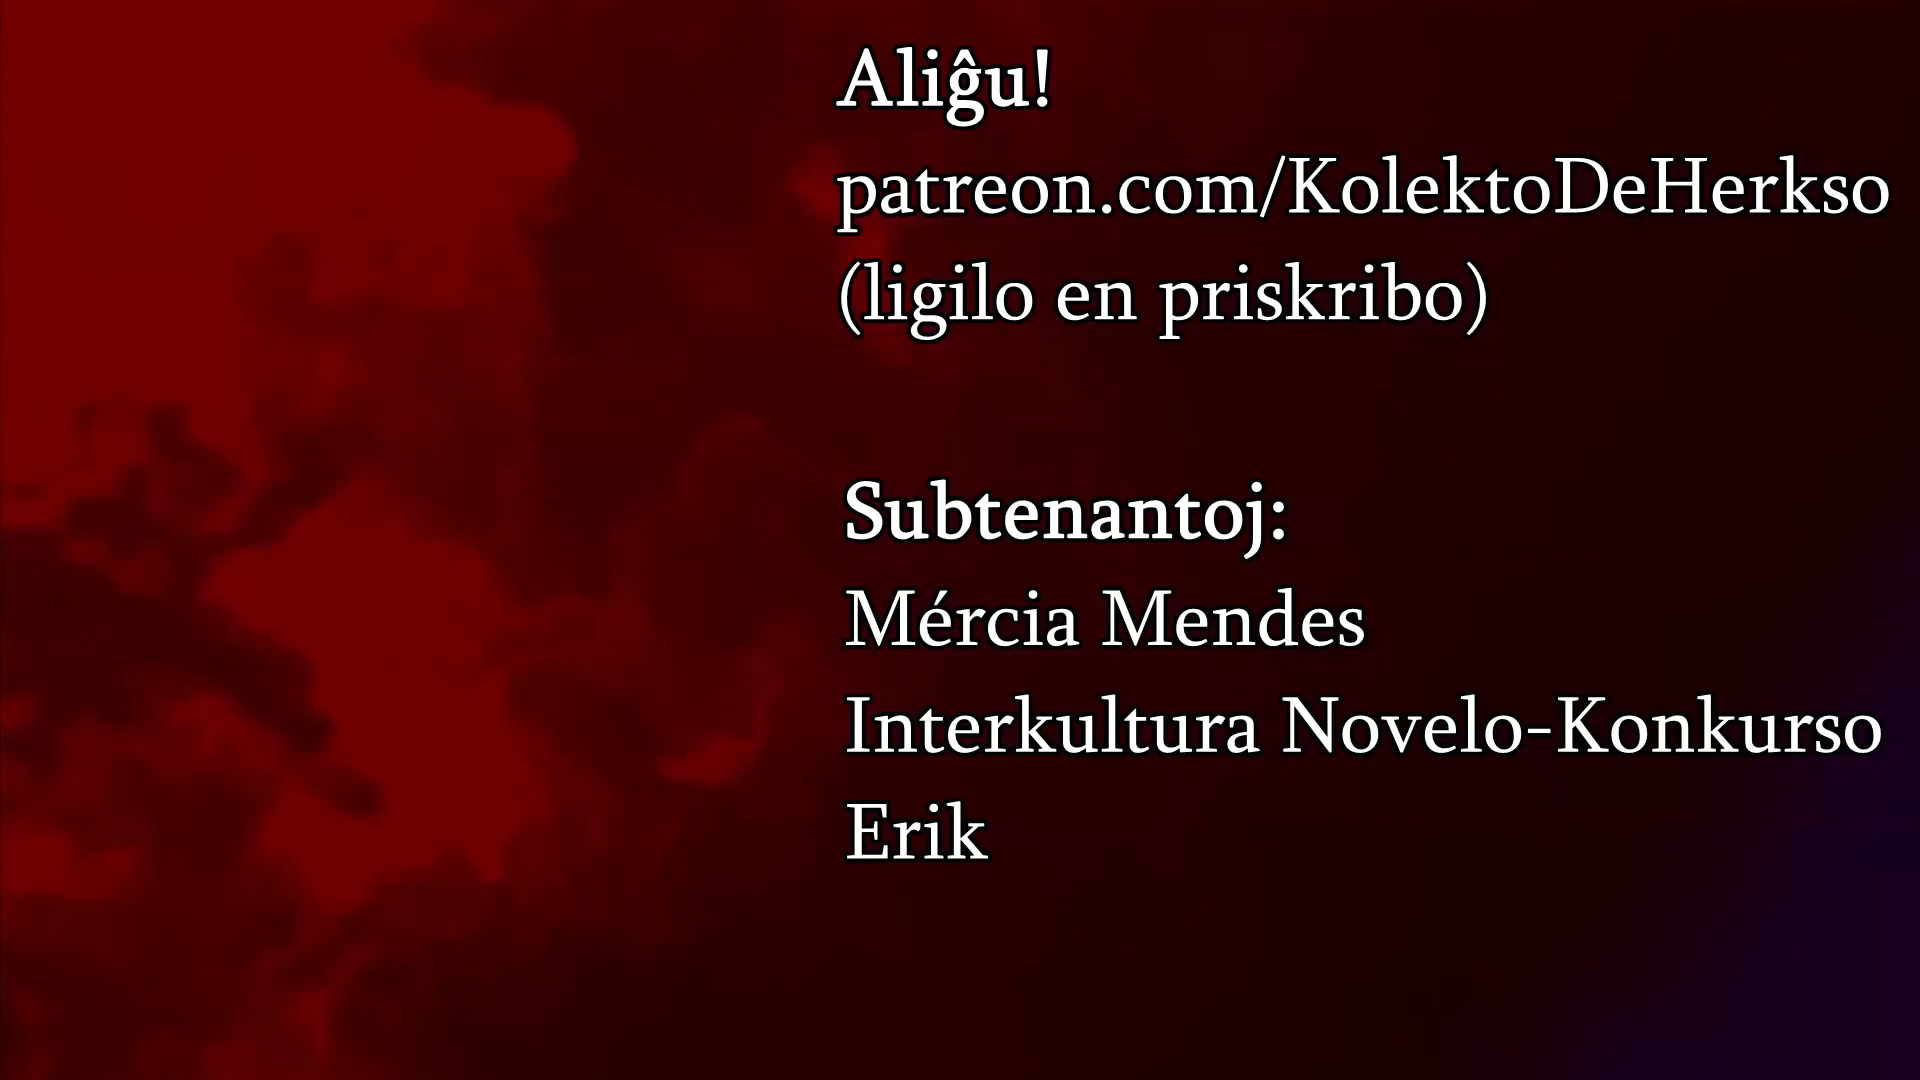 Aliĝu!
patreon.com/KolektoDeHerkso
(ligilo en priskribo)
Subtenantoj:
Mércia Mendes
Interkultura Novelo-Konkurso
Erik